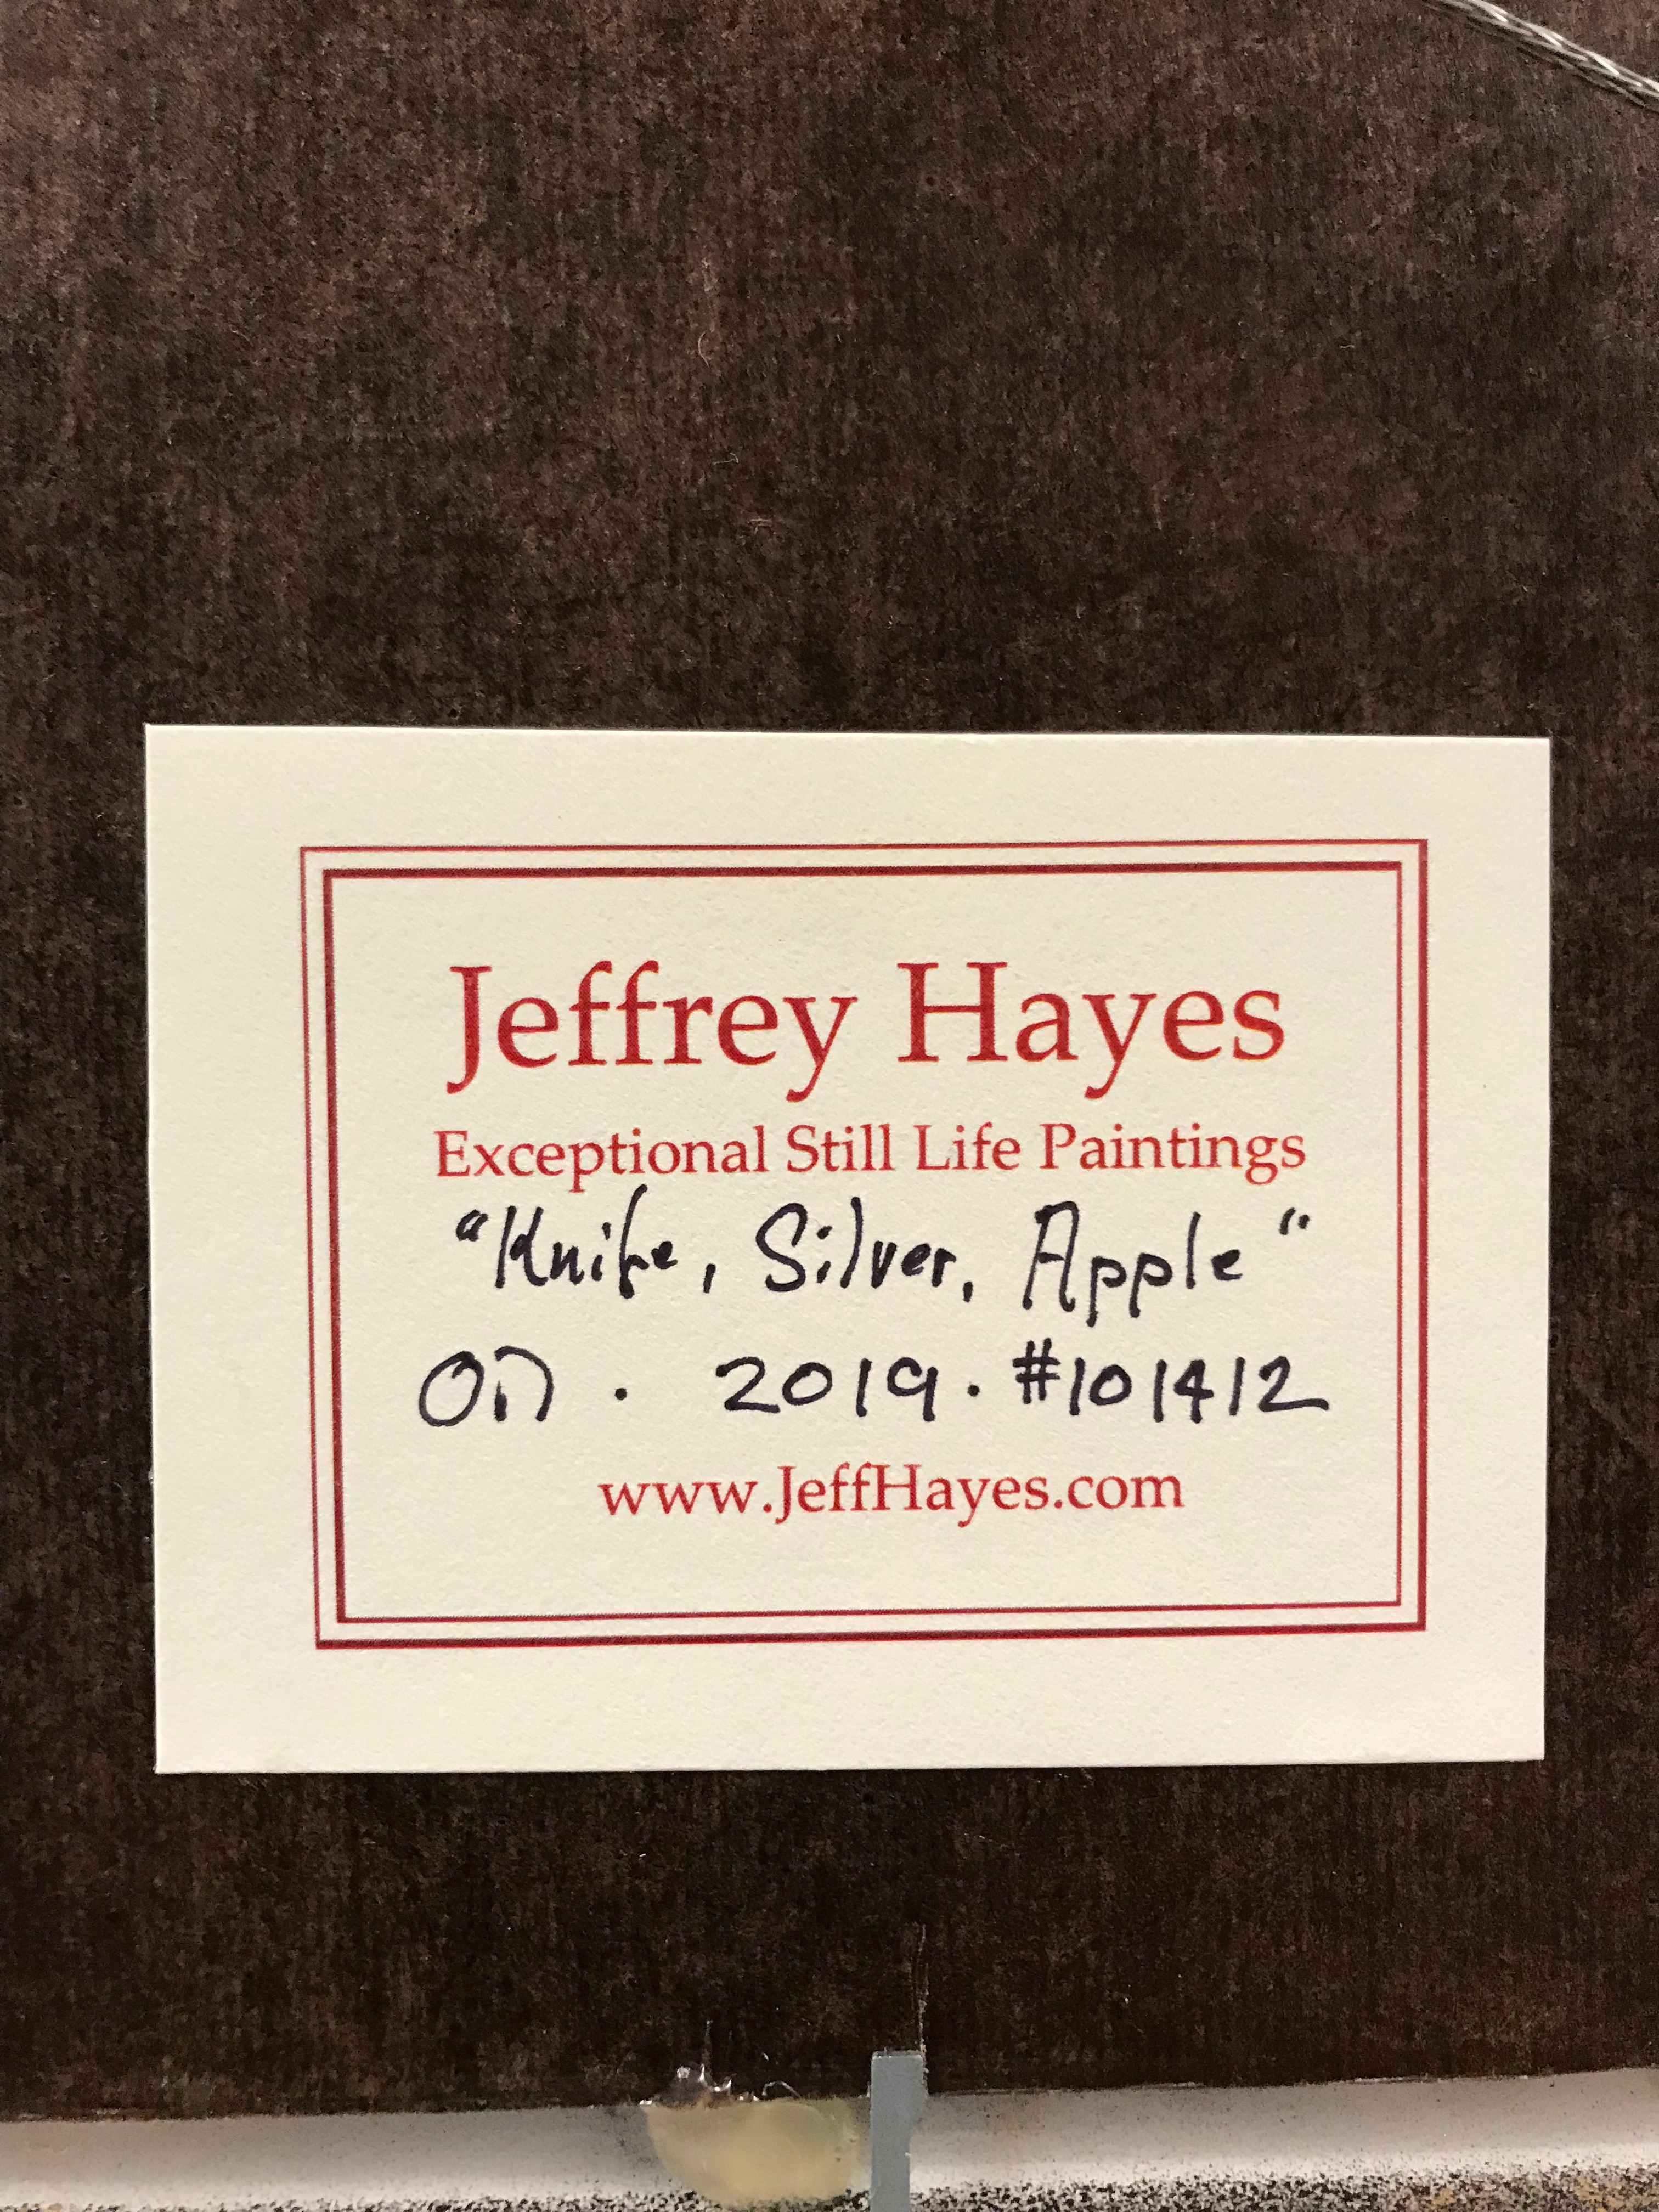 Jeffrey Hayes
Exceptional Still Life Paintings
"Knife, Silver, Apple"
Oil . 2019 . #101412
www.JeffHayes.com